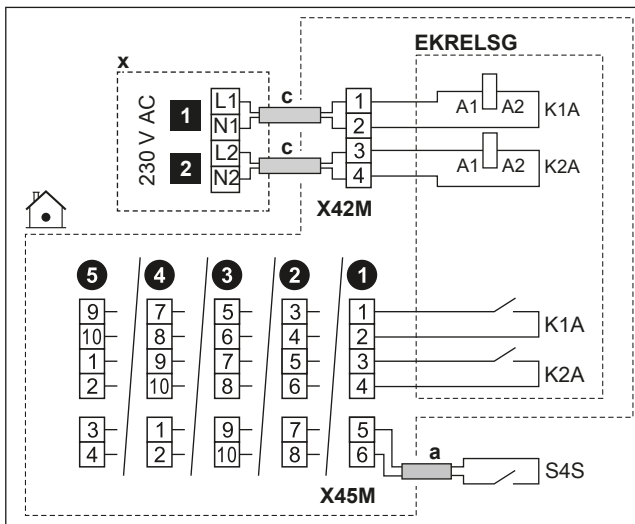 EKRELSG
x
230 V AC
1
2
L1
N1
L2
N2
c
c
1
2
3
4
X42M
A1 A2 K1A
A1 A2 K2A
5 4 3 2 1
9 7 5 3 1
10 8 6 4 2
1 9 7 5 3
2 10 8 6 4
K1A
K2A
3 1 9 7 5
4 2 10 8 6
X45M
a
S4S